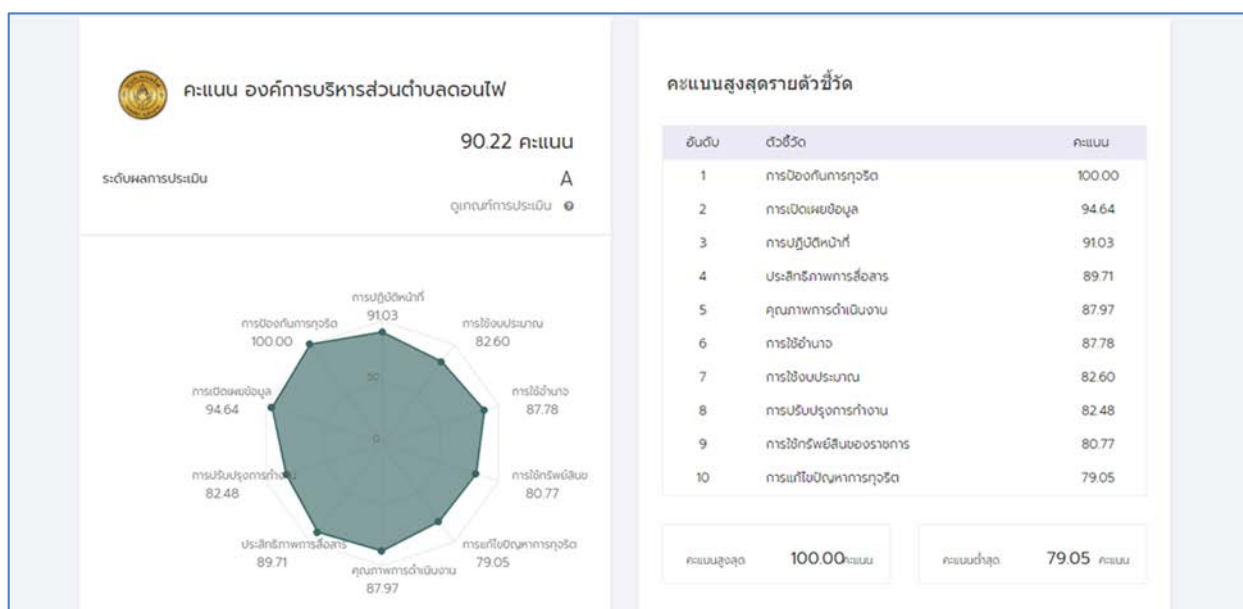 คะแนน องค์การบริหารส่วนตำบลดอนไฟ
90.22 คะแนน
ระดับผลการประเมิน
A
ดูเกณฑ์การประเมิน
การปฏิบัติหน้าที่
91.03
การใช้งบประมาณ
82.60
การใช้อำนาจ
87.78
การใช้ทรัพย์สินข
80.77
การแก้ไขปัญหาการทุจริต
79.05
คุณภาพการดำเนินงาน
87.97
ประสิทธิภาพการสื่อสาร
89.71
การปรับปรุงการทำงาน
82.48
การเปิดเผยข้อมูล
94.64
การป้องกันการทุจริต
100.00
50
0
คะแนนสูงสุดรายตัวชี้วัด
อันดับ ตัวชี้วัด คะแนน
1 การป้องกันการทุจริต 100.00
2 การเปิดเผยข้อมูล 94.64
3 การปฏิบัติหน้าที่ 91.03
4 ประสิทธิภาพการสื่อสาร 89.71
5 คุณภาพการดำเนินงาน 87.97
6 การใช้อำนาจ 87.78
7 การใช้งบประมาณ 82.60
8 การปรับปรุงการทำงาน 82.48
9 การใช้ทรัพย์สินของราชการ 80.77
10 การแก้ไขปัญหาการทุจริต 79.05
คะแนนสูงสุด 100.00 คะแนน
คะแนนต่ำสุด 79.05 คะแนน